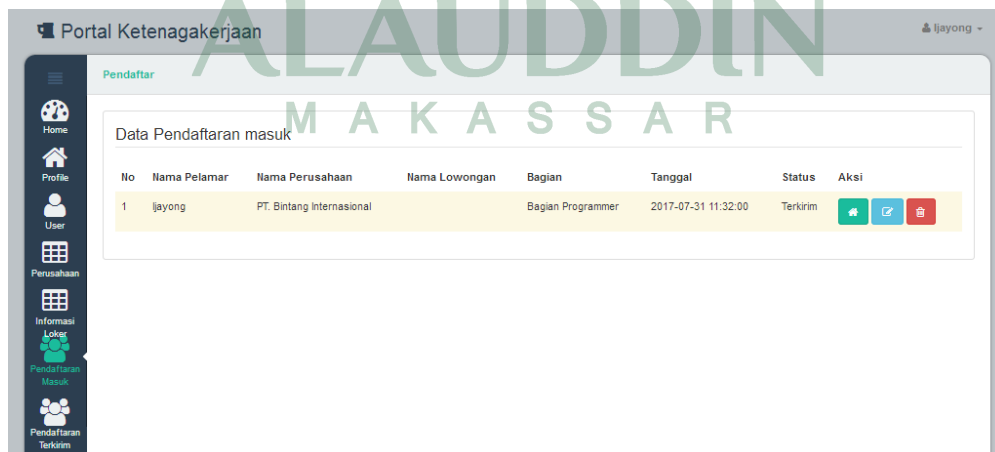 ALAUDDIN
MAKASSAR
Portal Ketenagakerjaan
Ijayong
Pendaftar
Home
Profile
User
Perusahaan
Informasi
Loker
Pendaftaran
Masuk
Pendaftaran
Terkirim
Data Pendaftaran masuk
No Nama Pelamar Nama Perusahaan Nama Lowongan Bagian Tanggal Status Aksi
1 Ijayong PT. Bintang Internasional Bagian Programmer 2017-07-31 11:32:00 Terkirim